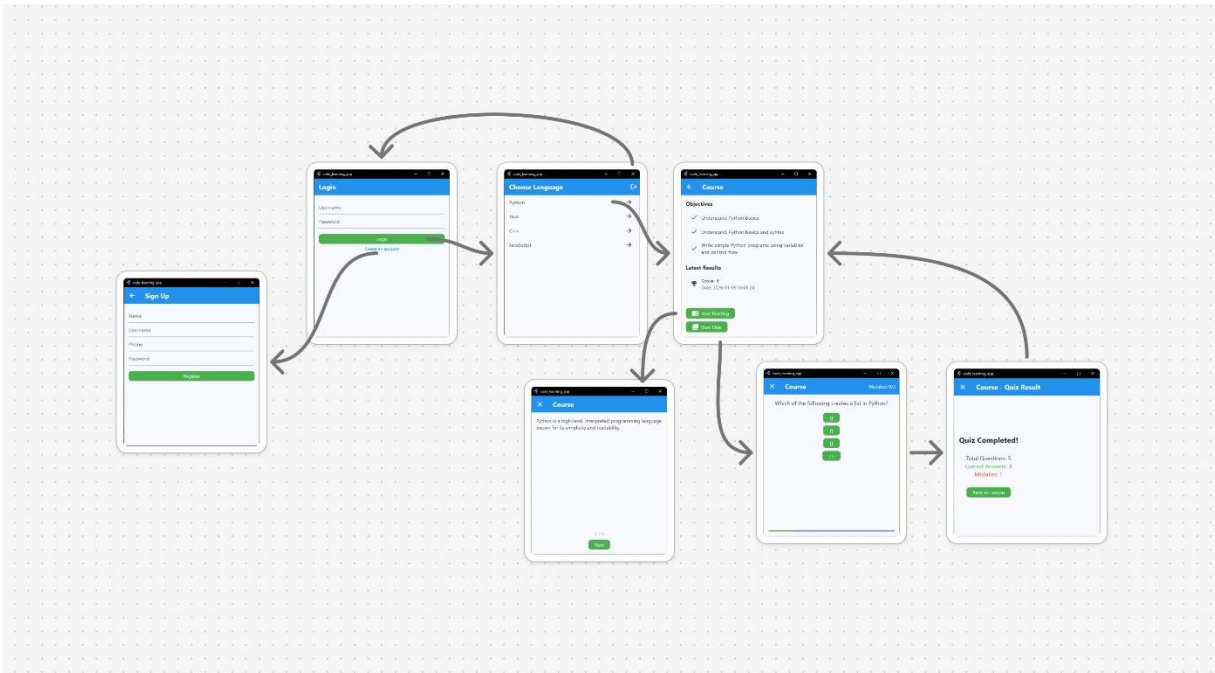 code_learning_app
Login
Username
Password
Login
Create an account
code_learning_app
Choose Language
Python
Java
C++
JavaScript
code_learning_app
Course
Objectives
Understand Python Basics
Understand Python Basics and syntax
Write simple Python programs using variables
and control flow
Latest Results
Score: 4
Start Reading
Start Quiz
code_learning_app
Sign Up
Name
Username
Phone
Password
Register
code_learning_app
Course
Python is a high-level, interpreted programming language
known for its simplicity and readability.
Next
code_learning_app
Course
Which of the following creates a list in Python?
code_learning_app
Course - Quiz Result
Quiz Completed!
Total Questions: 5
Correct Answers: 4
Mistakes: 1
Back to Lesson